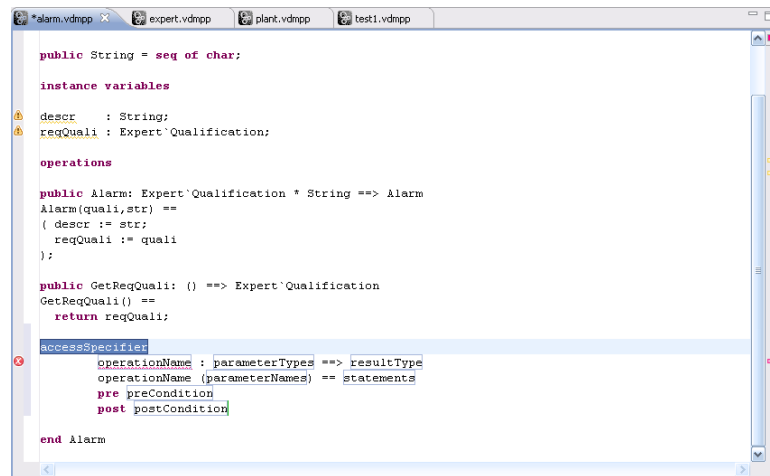 *alarm.vdmpp expert.vdmpp plant.vdmpp test1.vdmpp
public String = seq of char;
instance variables
descr    : String;
reqQuali : Expert`Qualification;
operations
public Alarm: Expert`Qualification * String ==> Alarm
Alarm(quali,str) ==
( descr := str;
  reqQuali := quali
);
public GetReqQuali: () ==> Expert`Qualification
GetReqQuali() ==
  return reqQuali;
accessSpecifier
        operationName : parameterTypes ==> resultType
        operationName (parameterNames) == statements
        pre preCondition
        post postCondition
end Alarm